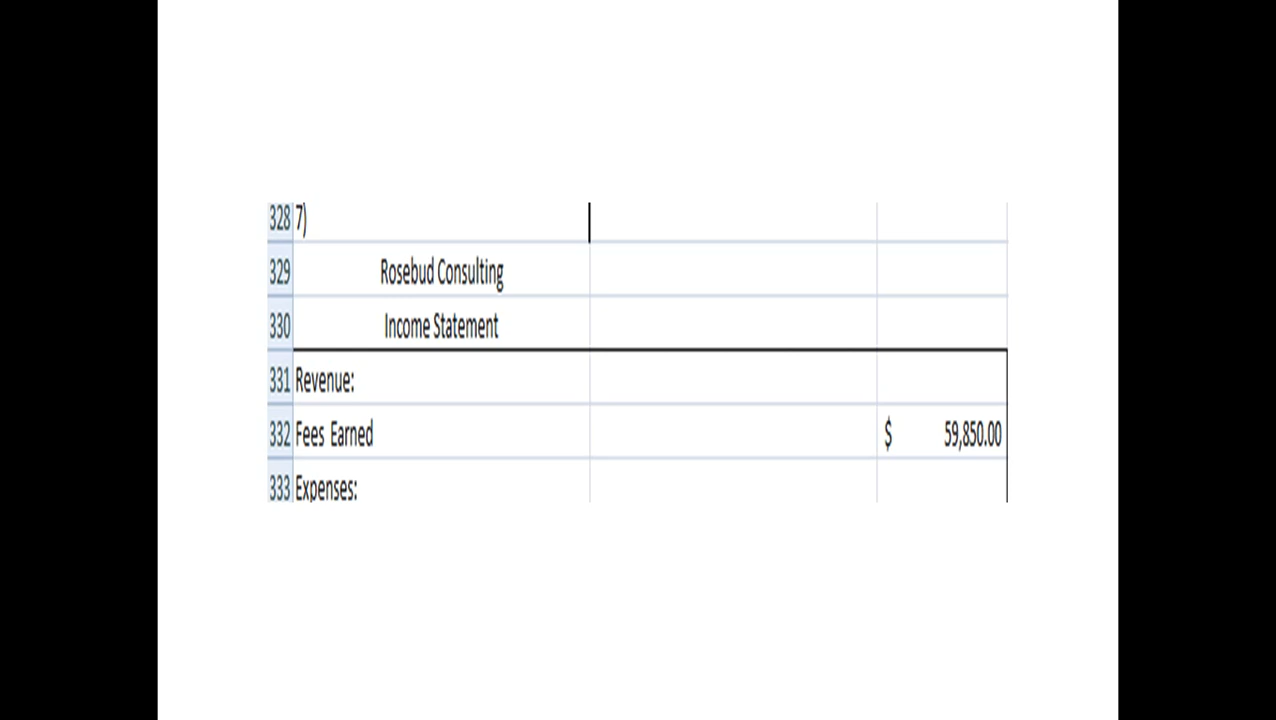 328 7)
329 Rosebud Consulting
330 Income Statement
331 Revenue:
332 Fees Earned $ 59,850.00
333 Expenses: